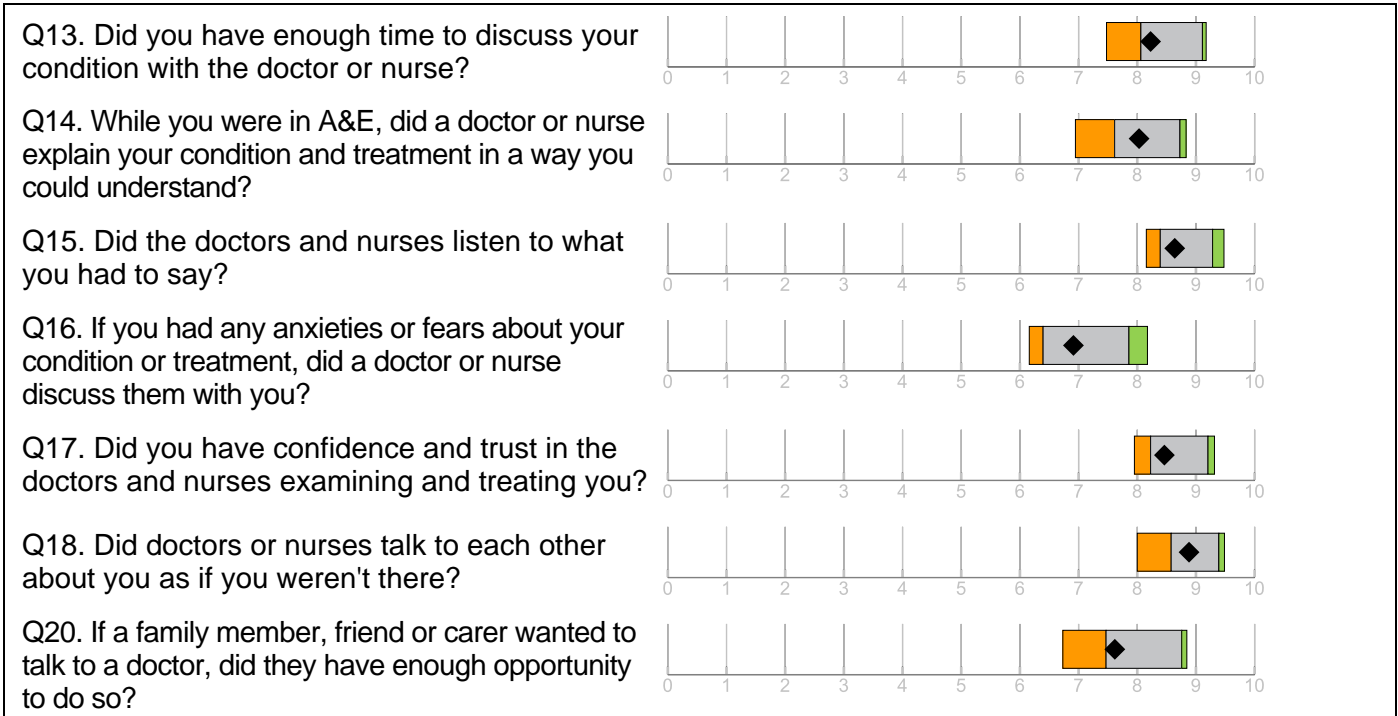 Q13. Did you have enough time to discuss your
condition with the doctor or nurse?
0 1 2 3 4 5 6 7 8 9 10
Q14. While you were in A&E, did a doctor or nurse
explain your condition and treatment in a way you
could understand?
0 1 2 3 4 5 6 7 8 9 10
Q15. Did the doctors and nurses listen to what
you had to say?
0 1 2 3 4 5 6 7 8 9 10
Q16. If you had any anxieties or fears about your
condition or treatment, did a doctor or nurse
discuss them with you?
0 1 2 3 4 5 6 7 8 9 10
Q17. Did you have confidence and trust in the
doctors and nurses examining and treating you?
0 1 2 3 4 5 6 7 8 9 10
Q18. Did doctors or nurses talk to each other
about you as if you weren't there?
0 1 2 3 4 5 6 7 8 9 10
Q20. If a family member, friend or carer wanted to
talk to a doctor, did they have enough opportunity
to do so?
0 1 2 3 4 5 6 7 8 9 10